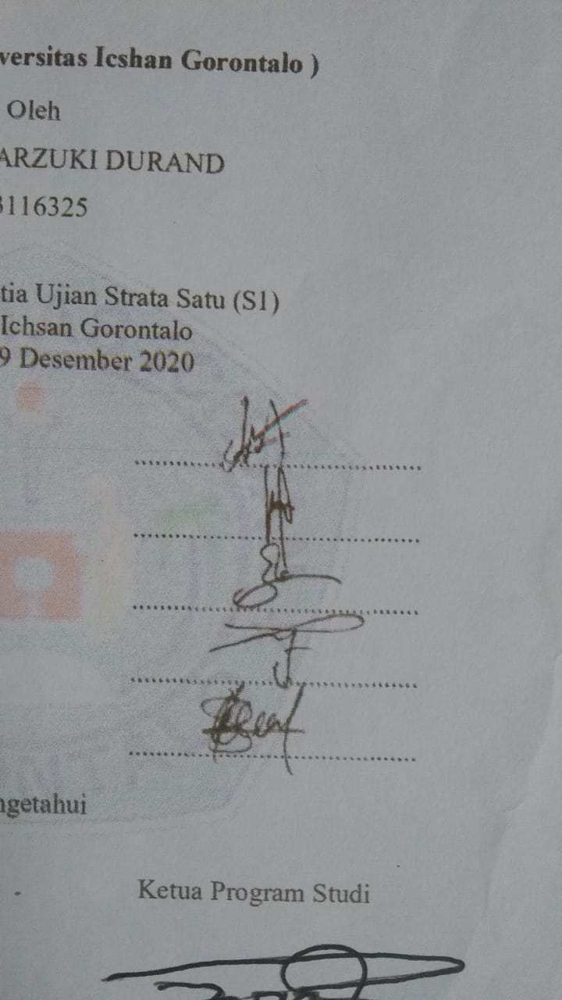 versitas Icshan Gorontalo )
Oleh
ARZUKI DURAND
3116325
tia Ujian Strata Satu (S1)
Ichsan Gorontalo
9 Desember 2020
ngetahui
Ketua Program Studi